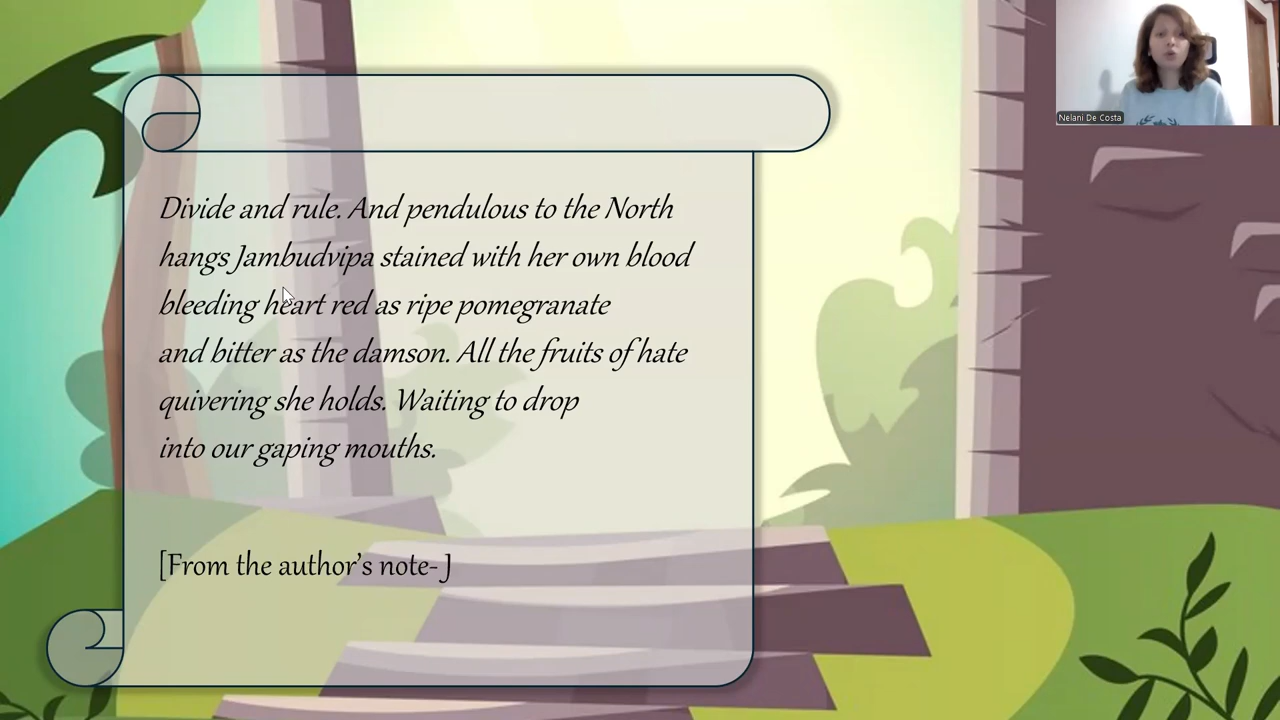 Divide and rule. And pendulous to the North
hangs Jambudvipa stained with her own blood
bleeding heart red as ripe pomegranate
and bitter as the damson. All the fruits of hate
quivering she holds. Waiting to drop
into our gaping mouths.
[From the author's note- ]
Nelani De Costa